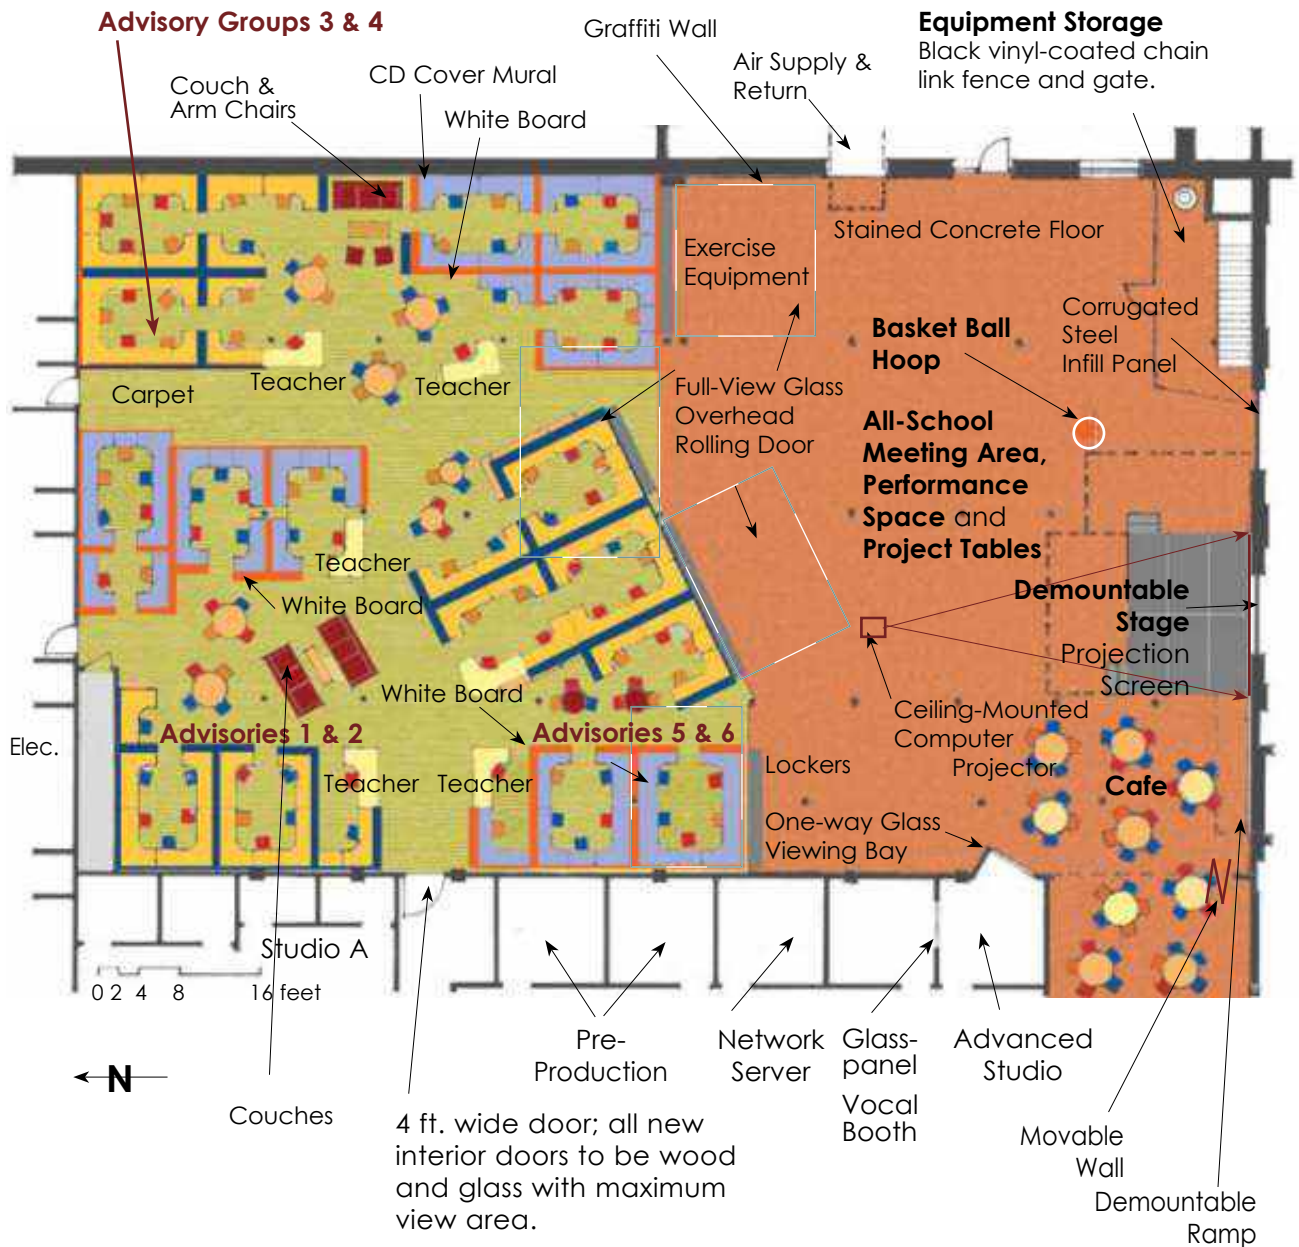 Advisory Groups 3 & 4
Graffiti Wall
Equipment Storage
Black vinyl-coated chain
link fence and gate.
Couch &
Arm Chairs
CD Cover Mural
White Board
Air Supply &
Return
Exercise
Equipment
Stained Concrete Floor
Corrugated
Steel
Infill Panel
Basket Ball
Hoop
Carpet
Teacher
Teacher
Full-View Glass
Overhead
Rolling Door
All-School
Meeting Area,
Performance
Space and
Project Tables
Teacher
White Board
Demountable
Stage
Projection
Screen
White Board
Advisories 1 & 2
Advisories 5 & 6
Elec.
Ceiling-Mounted
Computer
Projector
Teacher
Teacher
Lockers
Cafe
One-way Glass
Viewing Bay
Studio A
0 2 4 8 16 feet
N
Couches
Pre-
Production
Network
Server
Glass-
panel
Vocal
Booth
Advanced
Studio
4 ft. wide door; all new
interior doors to be wood
and glass with maximum
view area.
Movable
Wall
Demountable
Ramp